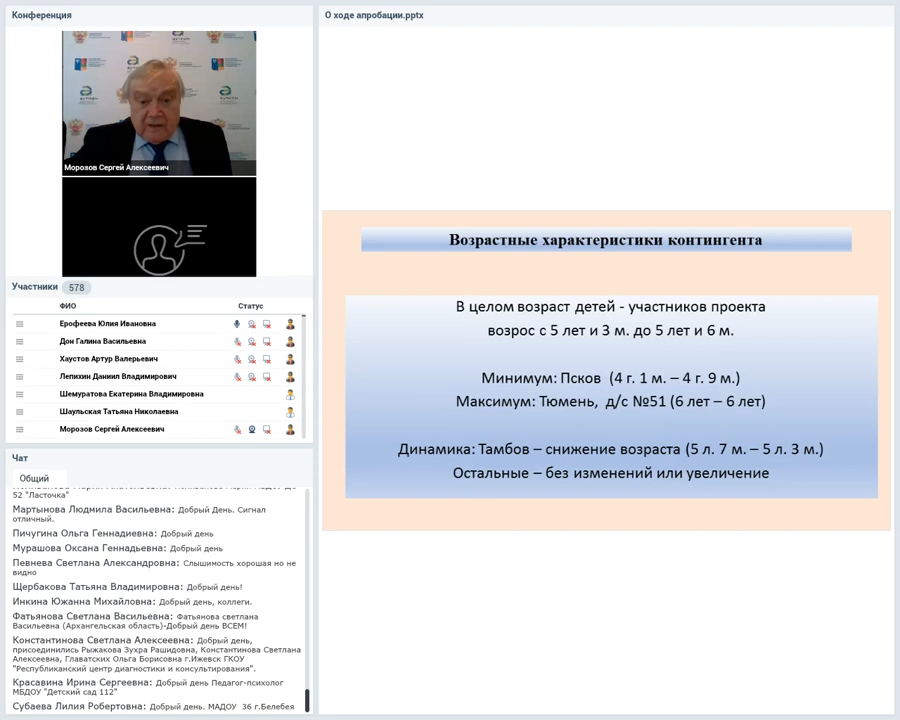 Конференция
Морозов Сергей Алексеевич
Участники 578
ФИО Статус
Ерофеева Юлия Ивановна
Дон Галина Васильевна
Хаустов Артур Валерьевич
Лепихин Даниил Владимирович
Шемуратова Екатерина Владимировна
Шаульская Татьяна Николаевна
Морозов Сергей Алексеевич
Чат
Общий
52 "Ласточка"
Мартынова Людмила Васильевна: Добрый День. Сигнал
отличный.
Пичугина Ольга Геннадиевна: Добрый день
Мурашова Оксана Геннадьевна: Добрый день
Певнева Светлана Александровна: Слышимость хорошая но не
видно
Щербакова Татьяна Владимировна: Добрый день!
Инкина Южанна Михайловна: Добрый день, коллеги.
Фатьянова Светлана Васильевна: Фатьянова светлана
Васильевна (Архангельская область)-Добрый день ВСЕМ!
Константинова Светлана Алексеевна: Добрый день,
присоединились Рыжакова Зухра Рашидовна, Константинова Светлана
Алексеевна, Главатских Ольга Борисовна г.Ижевск ГКОУ
"Республиканский центр диагностики и консультирования".
Красавина Ирина Сергеевна: Добрый день Педагог-психолог
МБДОУ "Детский сад 112"
Субаева Лилия Робертовна: Добрый день. МАДОУ 36 г.Белебея
О ходе апробации.pptx
Возрастные характеристики контингента
В целом возраст детей - участников проекта
возрос с 5 лет и 3 м. до 5 лет и 6 м.
Минимум: Псков (4 г. 1 м. – 4 г. 9 м.)
Максимум: Тюмень, д/с №51 (6 лет – 6 лет)
Динамика: Тамбов – снижение возраста (5 л. 7 м. – 5 л. 3 м.)
Остальные – без изменений или увеличение